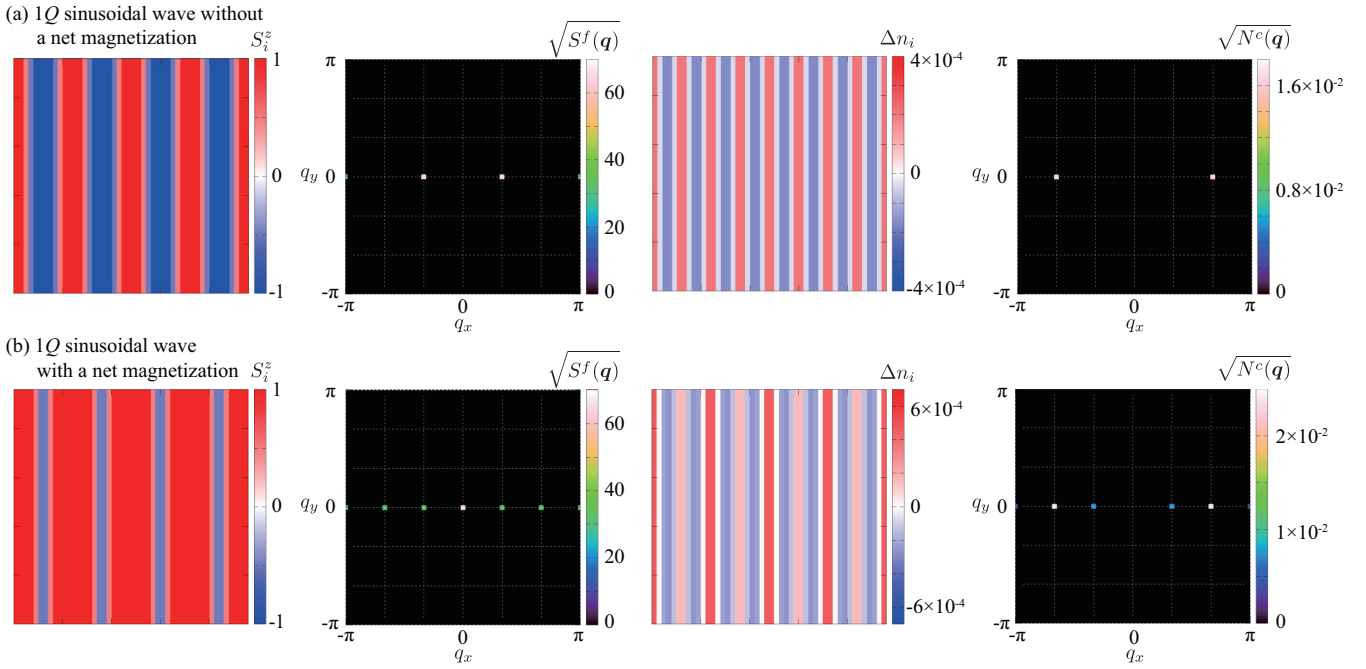 (a) 1Q sinusoidal wave without
a net magnetization
S_i^z
1
0
-1
√S^f(q)
π
q_y 0
-π
-π 0 π
q_x
60
40
20
0
Δn_i
4×10^-4
0
-4×10^-4
√N^c(q)
π
q_y 0
-π
-π 0 π
q_x
1.6×10^-2
0.8×10^-2
0
(b) 1Q sinusoidal wave
with a net magnetization
S_i^z
1
0
-1
√S^f(q)
π
q_y 0
-π
-π 0 π
q_x
60
40
20
0
Δn_i
6×10^-4
0
-6×10^-4
√N^c(q)
π
q_y 0
-π
-π 0 π
q_x
2×10^-2
1×10^-2
0